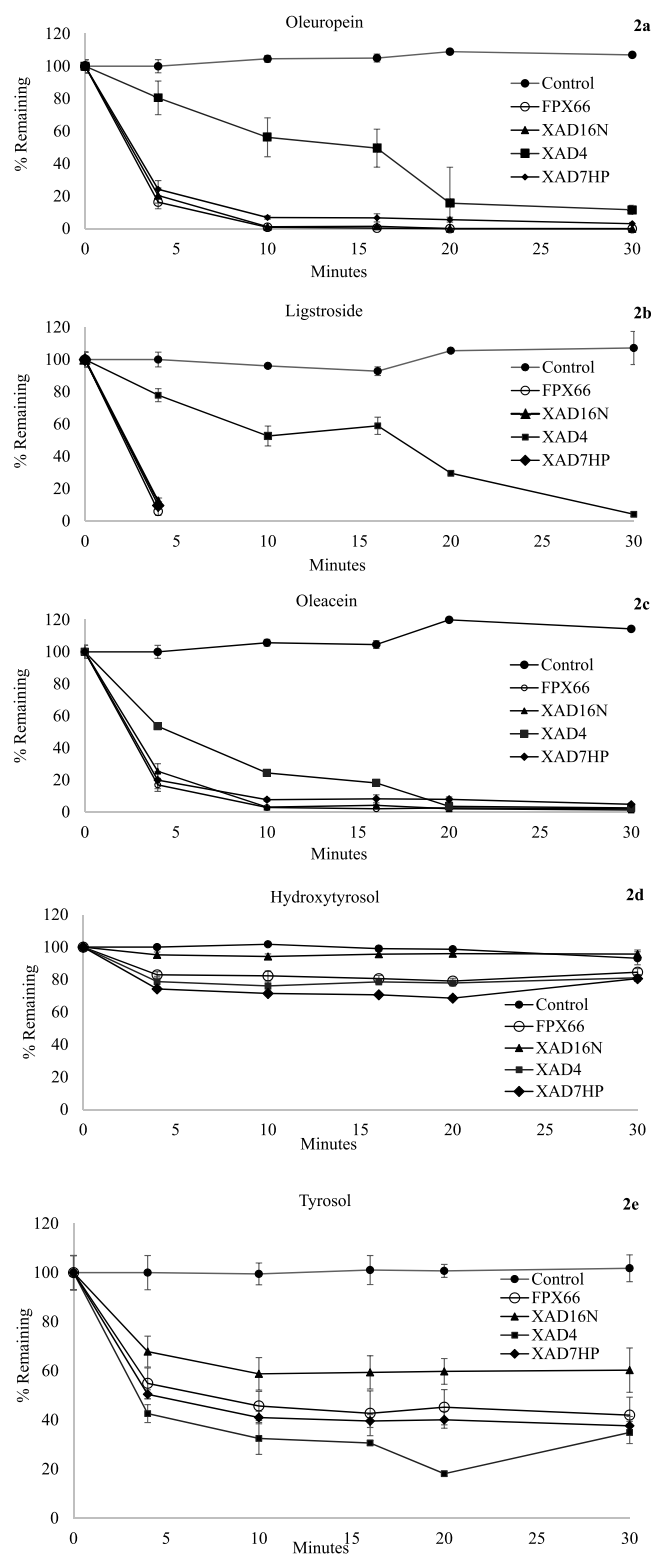 Oleuropein 2a
120
100
80
60
40
20
0
% Remaining
Control
FPX66
XAD16N
XAD4
XAD7HP
0 5 10 15 20 25 30
Minutes
Ligstroside 2b
120
100
80
60
40
20
0
% Remaining
Control
FPX66
XAD16N
XAD4
XAD7HP
0 5 10 15 20 25 30
Minutes
Oleacein 2c
120
100
80
60
40
20
0
% Remaining
Control
FPX66
XAD16N
XAD4
XAD7HP
0 5 10 15 20 25 30
Minutes
Hydroxytyrosol 2d
120
100
80
60
40
20
0
% Remaining
Control
FPX66
XAD16N
XAD4
XAD7HP
0 5 10 15 20 25 30
Minutes
Tyrosol 2e
120
100
80
60
40
20
0
% Remaining
Control
FPX66
XAD16N
XAD4
XAD7HP
0 5 10 15 20 25 30
Minutes